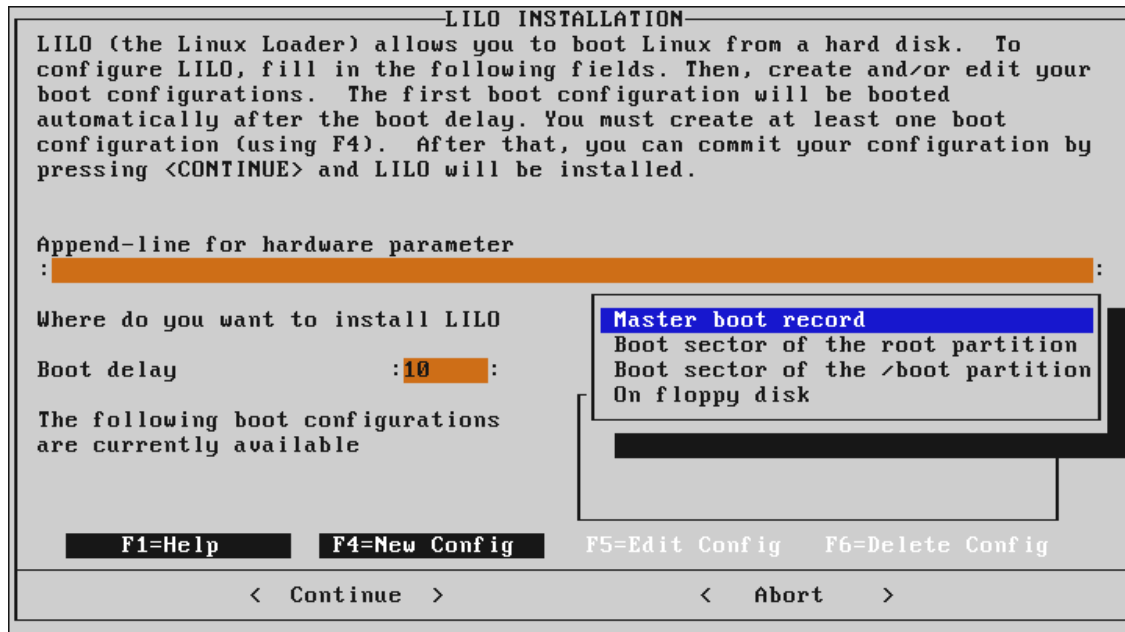 LILO INSTALLATION
LILO (the Linux Loader) allows you to boot Linux from a hard disk.  To
configure LILO, fill in the following fields. Then, create and/or edit your
boot configurations.  The first boot configuration will be booted
automatically after the boot delay. You must create at least one boot
configuration (using F4).  After that, you can commit your configuration by
pressing <CONTINUE> and LILO will be installed.
Append-line for hardware parameter
: :
Where do you want to install LILO
Master boot record
Boot sector of the root partition
Boot sector of the /boot partition
On floppy disk
Boot delay :10 :
The following boot configurations
are currently available
F1=Help F4=New Config F5=Edit Config F6=Delete Config
< Continue > < Abort >